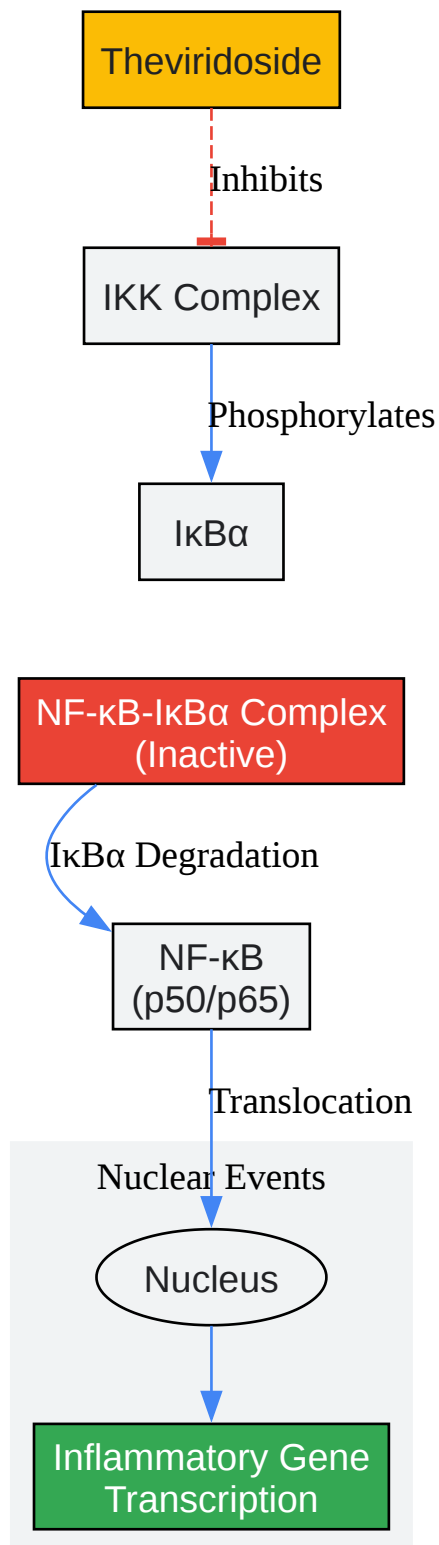 Theviridoside
Inhibits
IKK Complex
Phosphorylates
IκBα
NF-κB-IκBα Complex
(Inactive)
IκBα Degradation
NF-κB
(p50/p65)
Translocation
Nuclear Events
Nucleus
Inflammatory Gene
Transcription